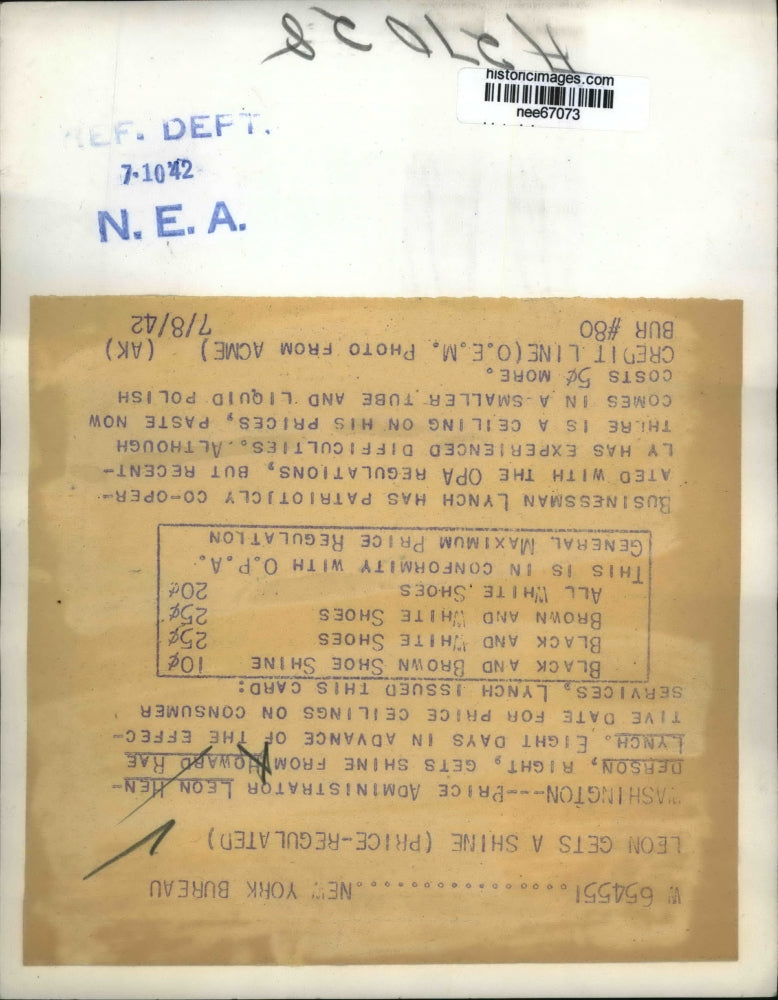 historicimages.com
nee67073
REF. DEPT.
7-10'42
N. E. A.
W 654551..................NEW YORK BUREAU
LEON GETS A SHINE (PRICE-REGULATED)
WASHINGTON---PRICE ADMINISTRATOR LEON HEN-
DERSON, RIGHT, GETS SHINE FROM HOWARD RAE
LYNCH. EIGHT DAYS IN ADVANCE OF THE EFFEC-
TIVE DATE FOR PRICE CEILINGS ON CONSUMER
SERVICES, LYNCH ISSUED THIS CARD:
BLACK AND BROWN SHOE SHINE 10¢
BLACK AND WHITE SHOES 25¢
BROWN AND WHITE SHOES 25¢
ALL WHITE SHOES 20¢
THIS IS IN CONFORMITY WITH O.P.A.
GENERAL MAXIMUM PRICE REGULATION
BUSINESSMAN LYNCH HAS PATRIOTICLY CO-OPER-
ATED WITH THE OPA REGULATIONS, BUT RECENT-
LY HAS EXPERIENCED DIFFICULTIES. ALTHOUGH
THERE IS A CEILING ON HIS PRICES, PASTE NOW
COMES IN A SMALLER TUBE AND LIQUID POLISH
COSTS 5¢ MORE.
CREDIT LINE(O.E.M. PHOTO FROM ACME) (AK)
BUR #80 7/8/42